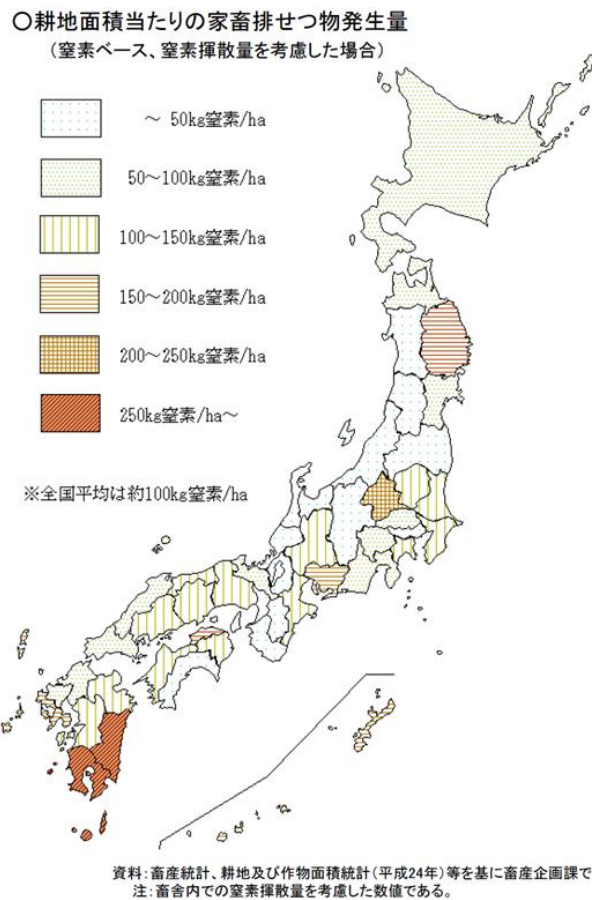 〇耕地面積当たりの家畜排せつ物発生量
(窒素ベース、窒素揮散量を考慮した場合)
～ 50kg窒素/ha
50～100kg窒素/ha
100～150kg窒素/ha
150～200kg窒素/ha
200～250kg窒素/ha
250kg窒素/ha～
※全国平均は約100kg窒素/ha
資料:畜産統計、耕地及び作物面積統計(平成24年)等を基に畜産企画課で
注:畜舎内での窒素揮散量を考慮した数値である。